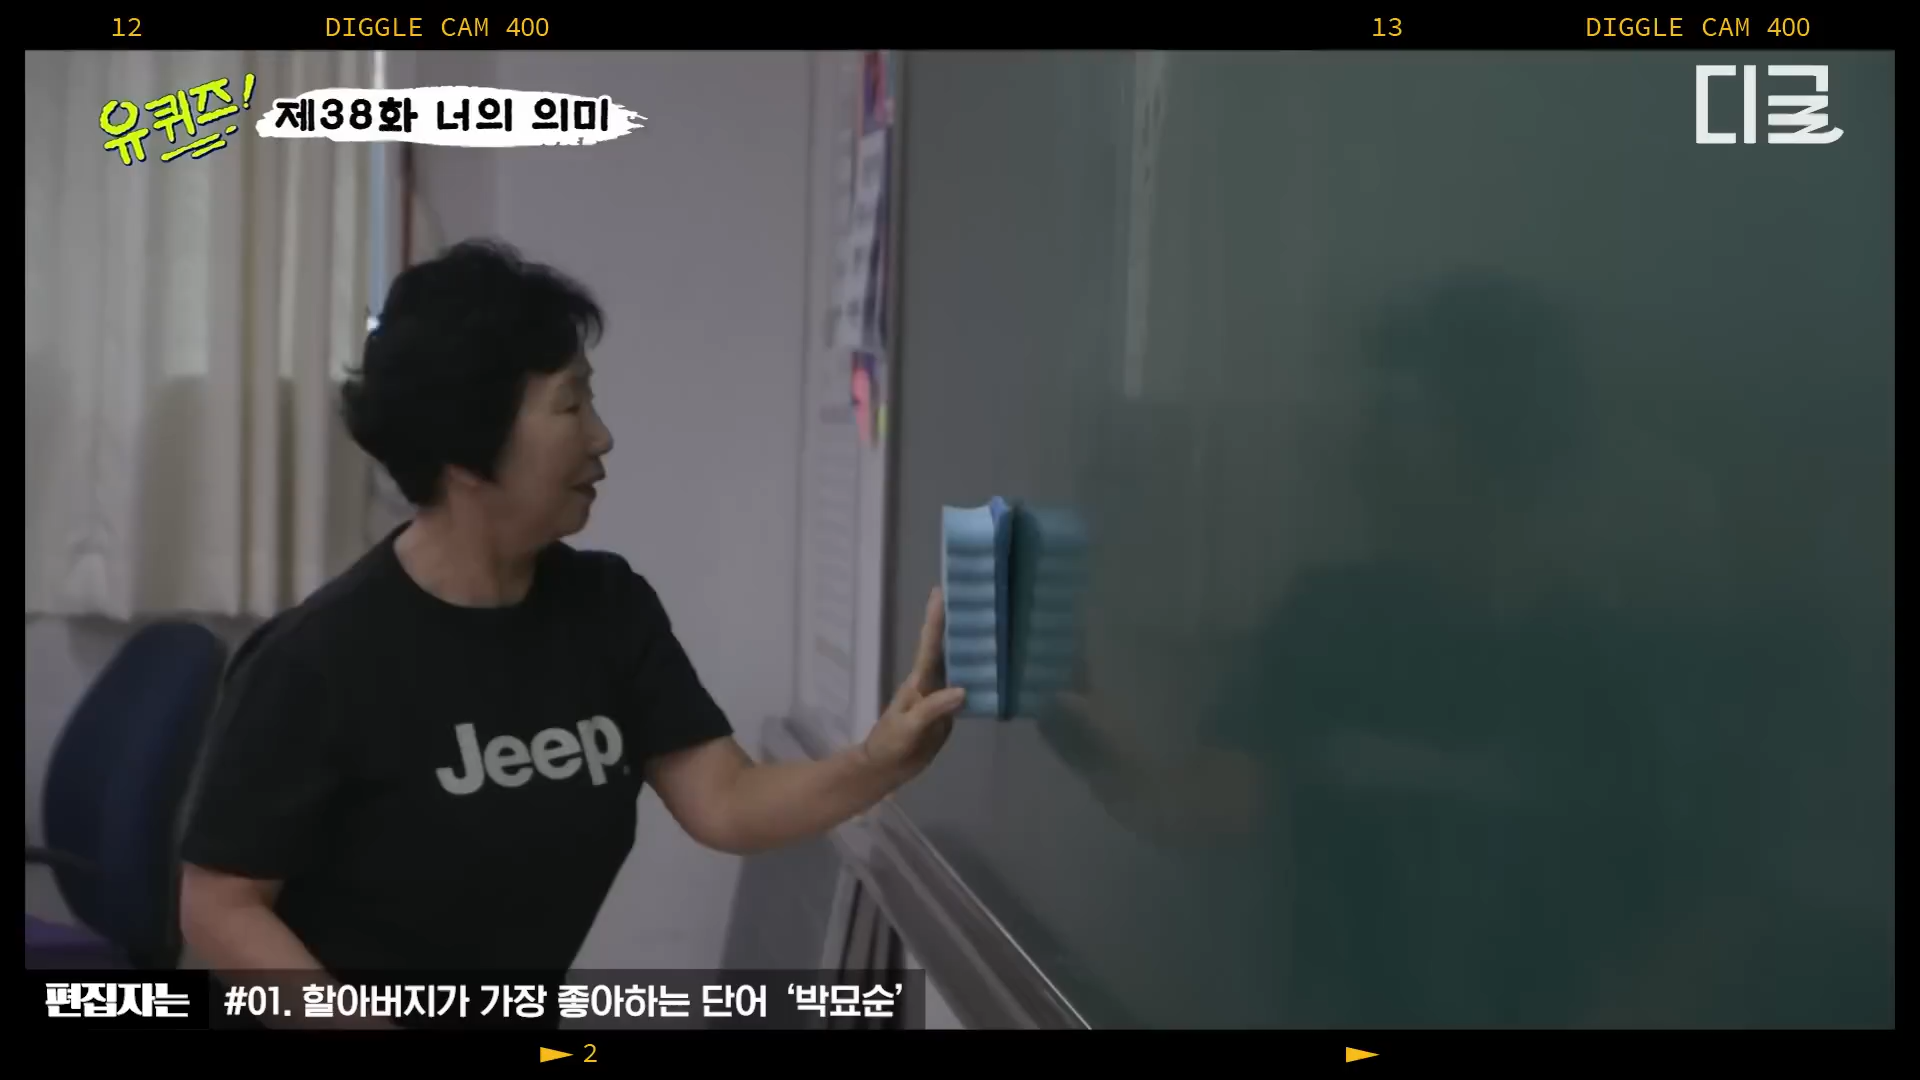 12
DIGGLE CAM 400
13
DIGGLE CAM 400
유퀴즈!
제38화 너의 의미
디글
Jeep
편집자는
#01. 할아버지가 가장 좋아하는 단어 ‘박묘순’
2